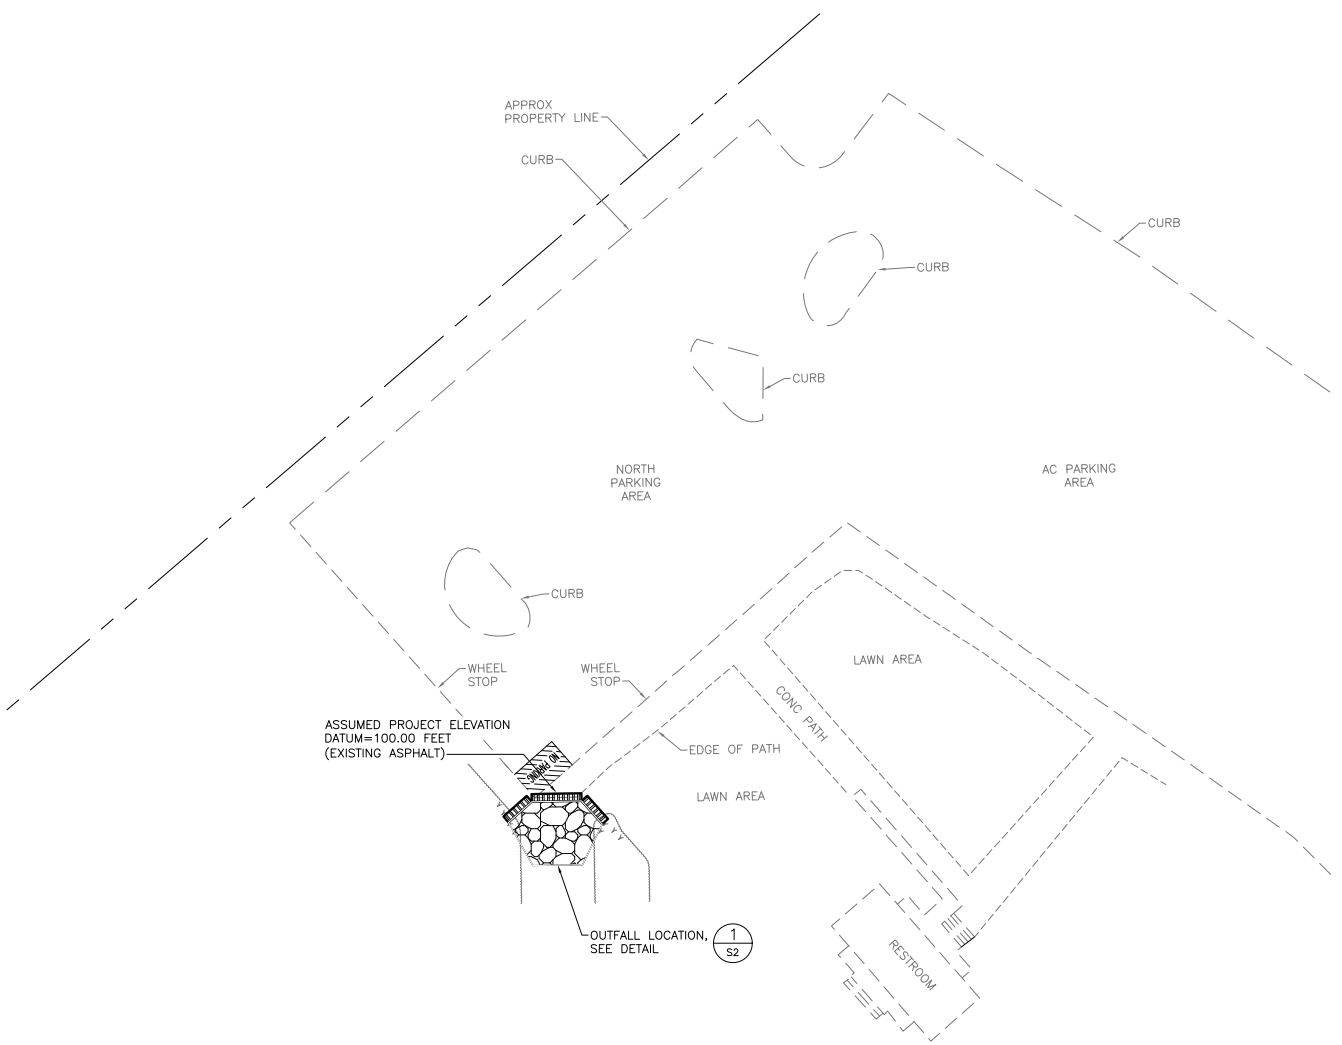 APPROX
PROPERTY LINE
CURB
CURB
CURB
CURB
NORTH
PARKING
AREA
AC PARKING
AREA
CURB
WHEEL
STOP
WHEEL
STOP
LAWN AREA
CONC PATH
ASSUMED PROJECT ELEVATION
DATUM=100.00 FEET
(EXISTING ASPHALT)
NO
PARKING
EDGE OF PATH
LAWN AREA
OUTFALL LOCATION,
SEE DETAIL
1
S2
RESTROOM